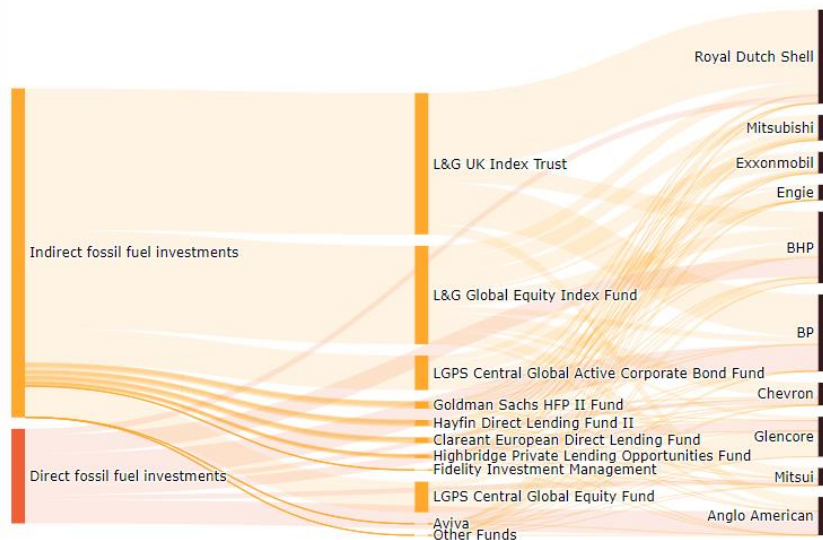 Indirect fossil fuel investments
Direct fossil fuel investments
L&G UK Index Trust
L&G Global Equity Index Fund
LGPS Central Global Active Corporate Bond Fund
Goldman Sachs HFP II Fund
Hayfin Direct Lending Fund II
Clareant European Direct Lending Fund
Highbridge Private Lending Opportunities Fund
Fidelity Investment Management
LGPS Central Global Equity Fund
Aviva
Other Funds
Royal Dutch Shell
Mitsubishi
Exxonmobil
Engie
BHP
BP
Chevron
Glencore
Mitsui
Anglo American